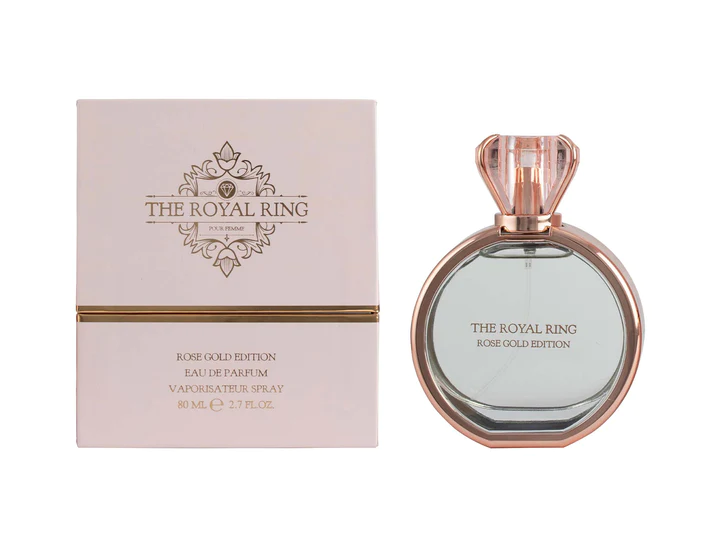 THE ROYAL RING
POUR FEMME
ROSE GOLD EDITION
EAU DE PARFUM
VAPORISATEUR SPRAY
80 ML ℮ 2.7 FL.OZ.
THE ROYAL RING
ROSE GOLD EDITION